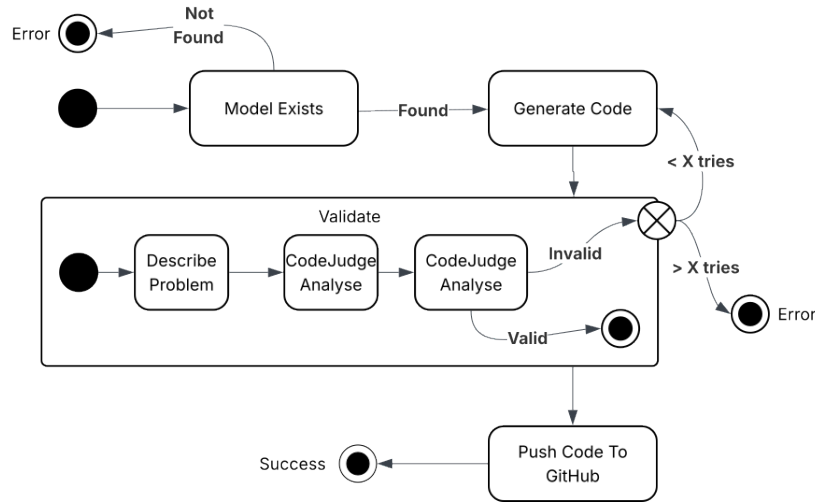 Not
Found
Error
Model Exists
Found
Generate Code
< X tries
Validate
Describe
Problem
CodeJudge
Analyse
CodeJudge
Analyse
Invalid
> X tries
Error
Valid
Push Code To
GitHub
Success